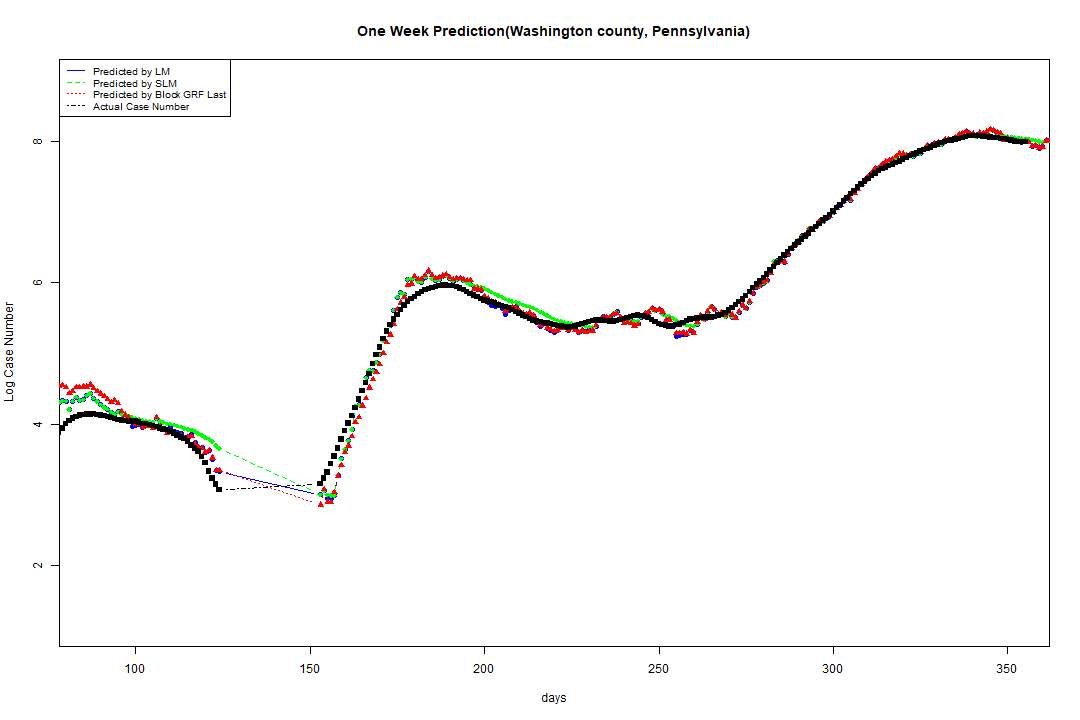 One Week Prediction(Washington county, Pennsylvania)
Predicted by LM
Predicted by SLM
Predicted by Block GRF Last
Actual Case Number
8
6
4
2
Log Case Number
100 150 200 250 300 350
days